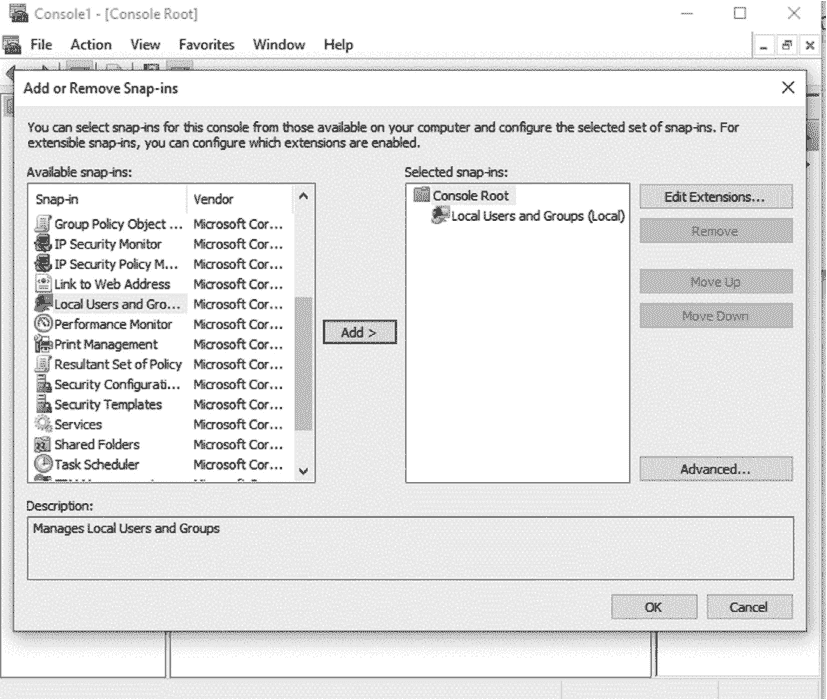 Console1 - [Console Root]
File Action View Favorites Window Help
Add or Remove Snap-ins
You can select snap-ins for this console from those available on your computer and configure the selected set of snap-ins. For
extensible snap-ins, you can configure which extensions are enabled.
Available snap-ins:
Snap-in Vendor
Group Policy Object ... Microsoft Cor...
IP Security Monitor Microsoft Cor...
IP Security Policy M... Microsoft Cor...
Link to Web Address Microsoft Cor...
Local Users and Gro... Microsoft Cor...
Performance Monitor Microsoft Cor...
Print Management Microsoft Cor...
Resultant Set of Policy Microsoft Cor...
Security Configurati... Microsoft Cor...
Security Templates Microsoft Cor...
Services Microsoft Cor...
Shared Folders Microsoft Cor...
Task Scheduler Microsoft Cor...
Add >
Selected snap-ins:
Console Root
Local Users and Groups (Local)
Edit Extensions...
Remove
Move Up
Move Down
Advanced...
Description:
Manages Local Users and Groups
OK Cancel